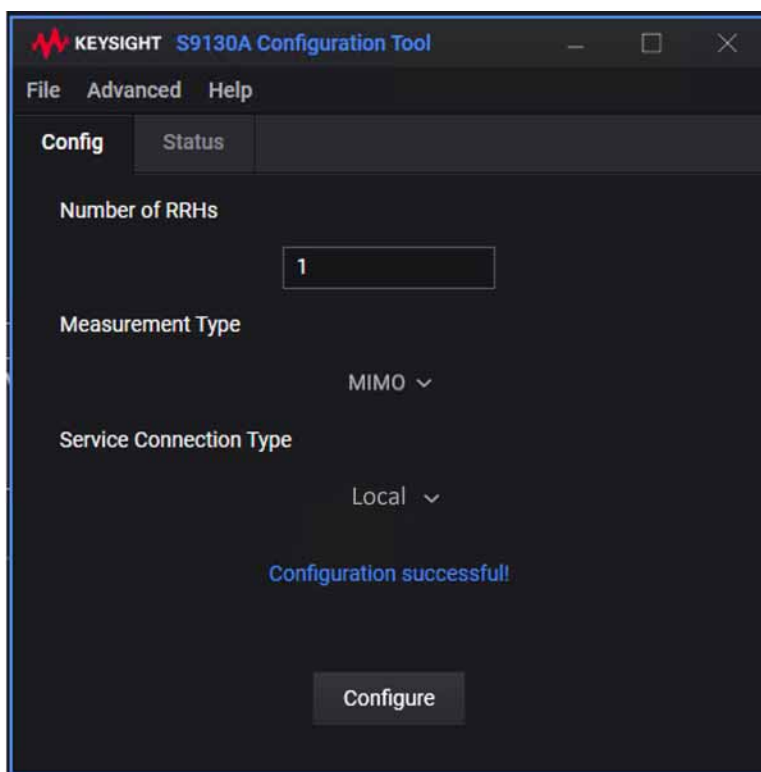 KEYSIGHT S9130A Configuration Tool
File Advanced Help
Config Status
Number of RRHs
1
Measurement Type
MIMO
Service Connection Type
Local
Configuration successful!
Configure